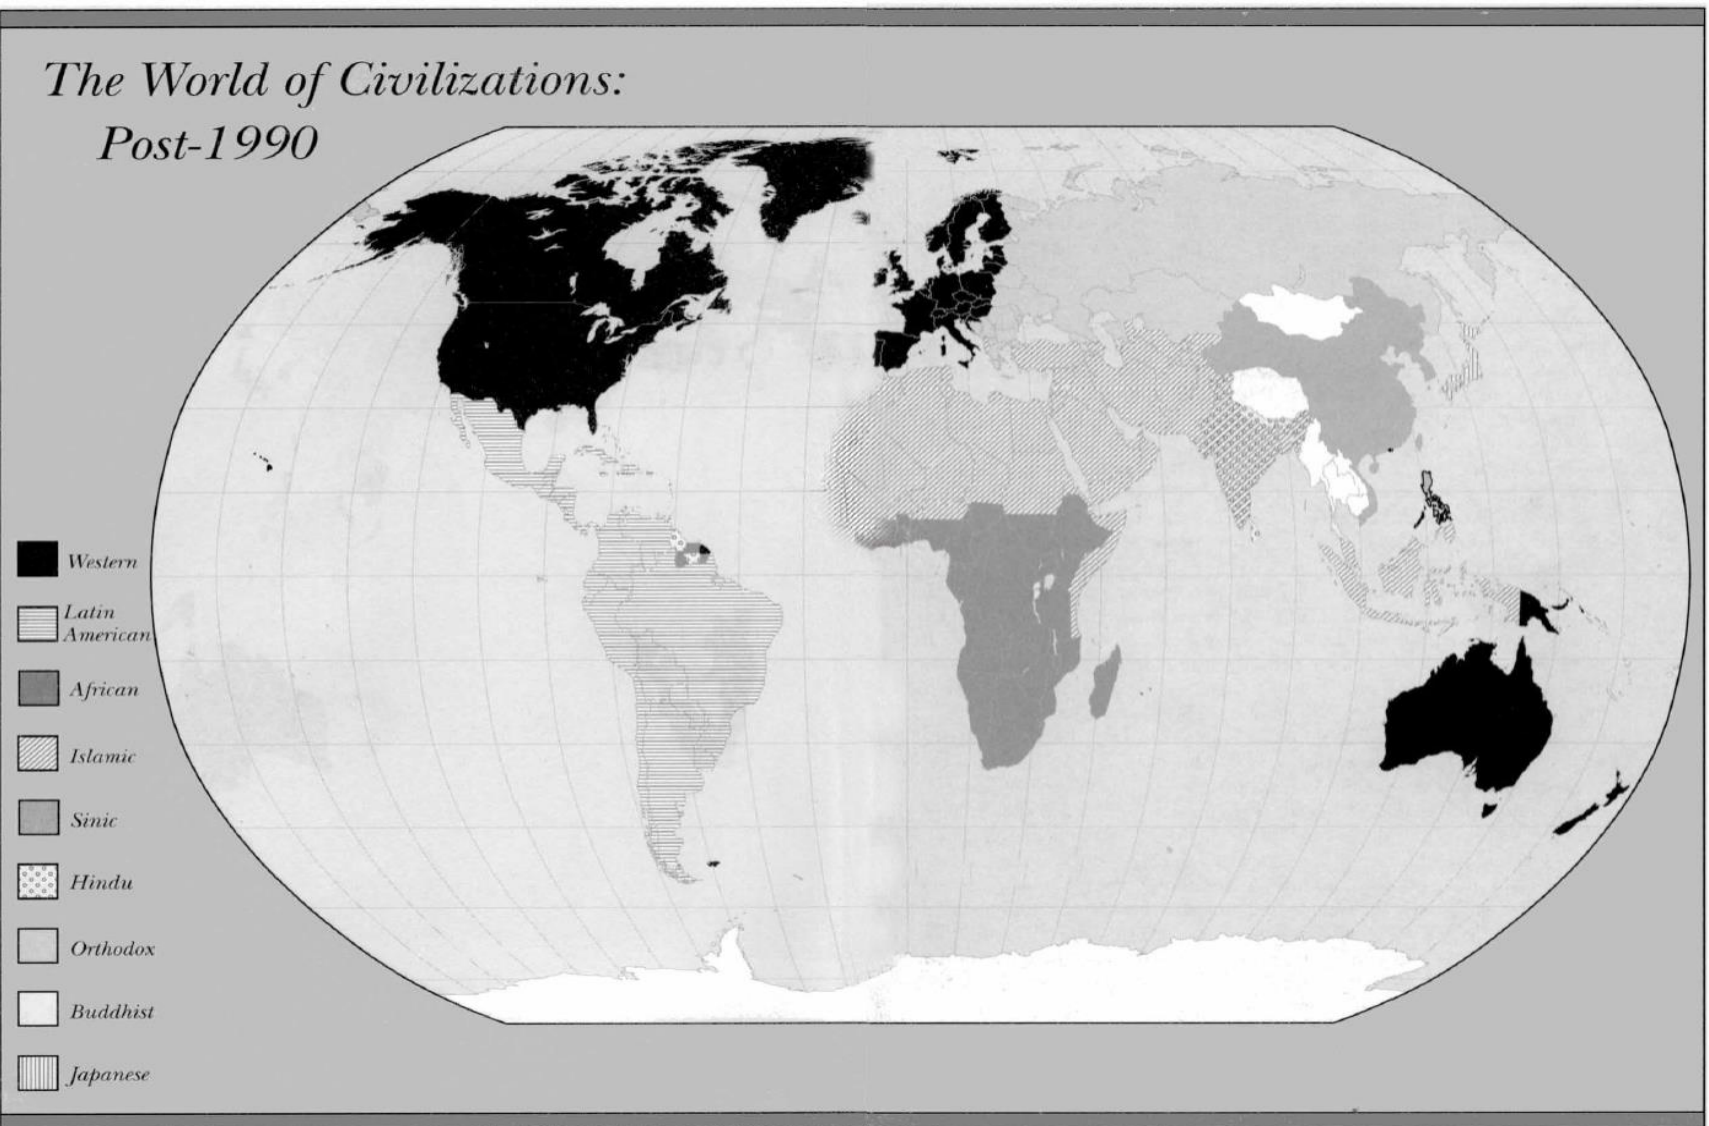 The World of Civilizations:
Post-1990
Western
Latin
American
African
Islamic
Sinic
Hindu
Orthodox
Buddhist
Japanese